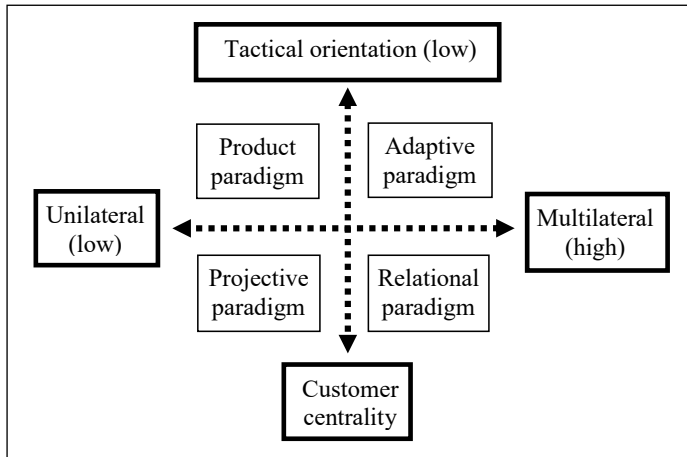 Tactical orientation (low)
Product
paradigm
Adaptive
paradigm
Unilateral
(low)
Multilateral
(high)
Projective
paradigm
Relational
paradigm
Customer
centrality